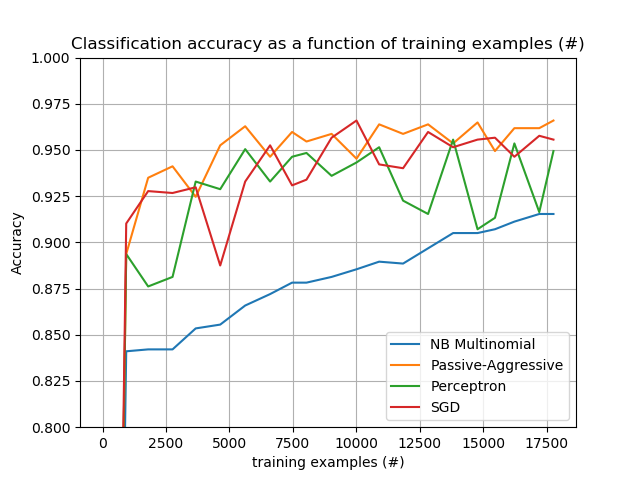 Classification accuracy as a function of training examples (#)
1.000
0.975
0.950
0.925
0.900
0.875
0.850
0.825
0.800
Accuracy
NB Multinomial
Passive-Aggressive
Perceptron
SGD
0 2500 5000 7500 10000 12500 15000 17500
training examples (#)